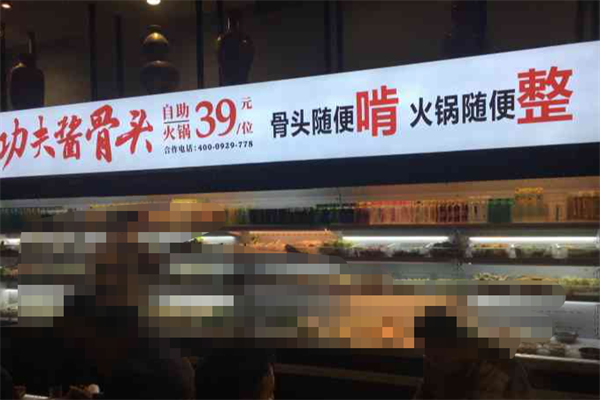 功夫酱骨头
自助
火锅
39元/位
合作电话:400-0929-778
骨头随便啃 火锅随便整